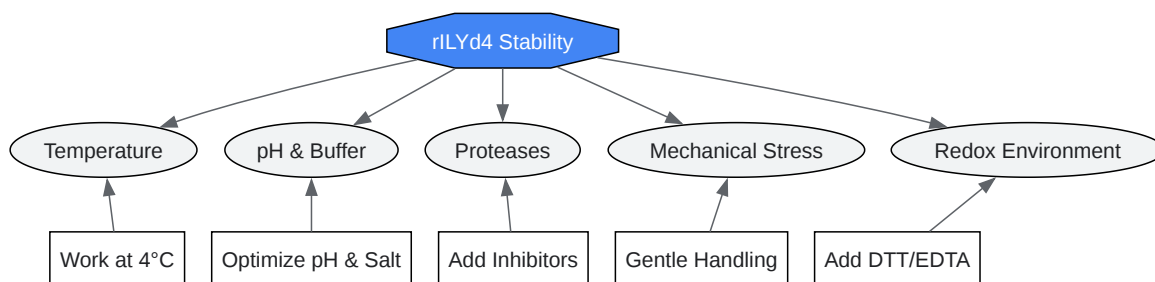 rILYd4 Stability
Temperature
pH & Buffer
Proteases
Mechanical Stress
Redox Environment
Work at 4°C
Optimize pH & Salt
Add Inhibitors
Gentle Handling
Add DTT/EDTA